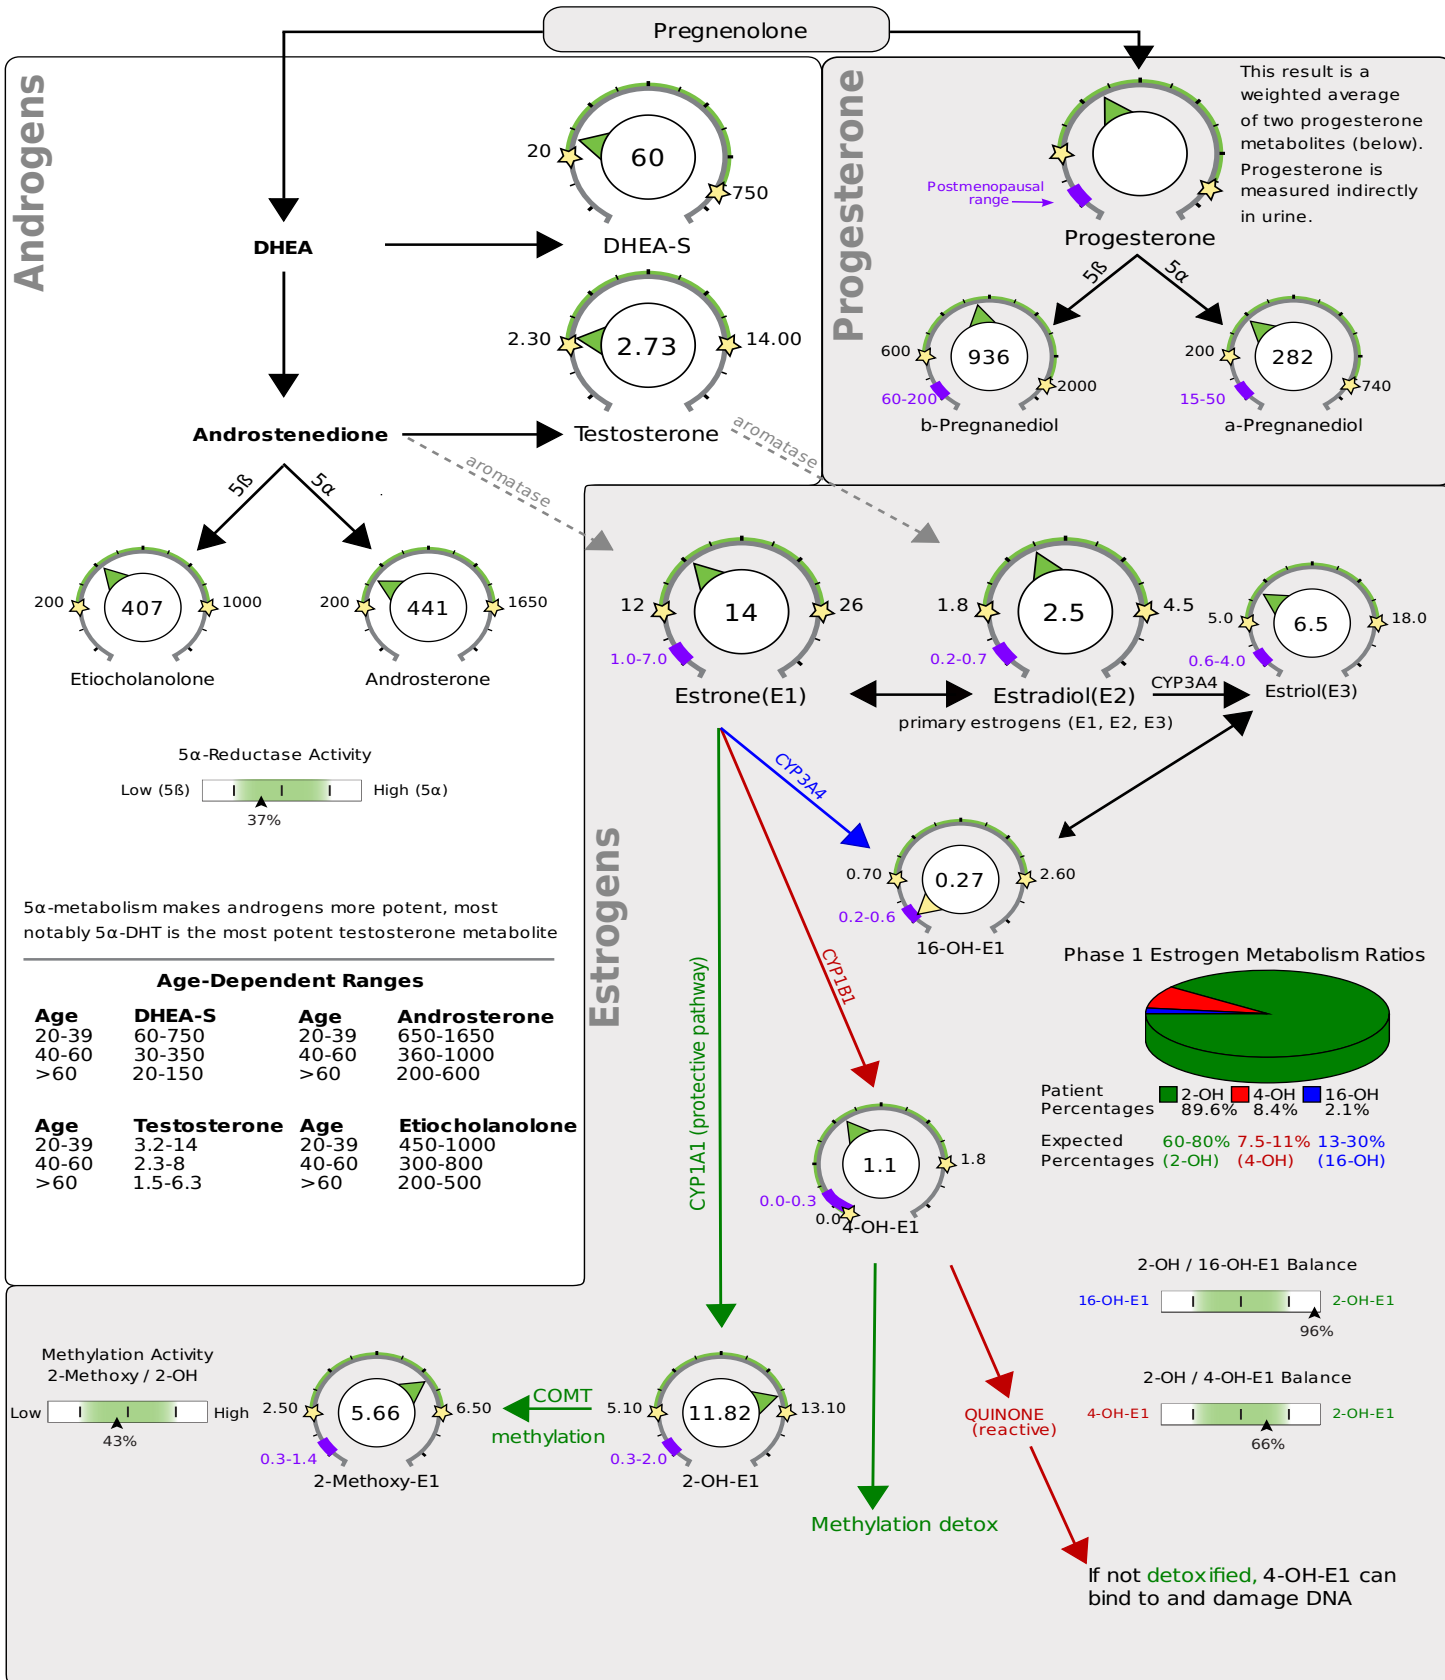 Pregnenolone
Androgens
20
60
750
DHEA-S
DHEA
2.30
2.73
14.00
Testosterone
Androstenedione
aromatase
aromatase
5ß
5α
200
407
1000
Etiocholanolone
200
441
1650
Androsterone
5α-Reductase Activity
Low (5ß)
High (5α)
37%
5α-metabolism makes androgens more potent, most
notably 5α-DHT is the most potent testosterone metabolite
Age-Dependent Ranges
Age DHEA-S Age Androsterone
20-39 60-750 20-39 650-1650
40-60 30-350 40-60 360-1000
>60 20-150 >60 200-600
Age Testosterone Age Etiocholanolone
20-39 3.2-14 20-39 450-1000
40-60 2.3-8 40-60 300-800
>60 1.5-6.3 >60 200-500
Progesterone
This result is a
weighted average
of two progesterone
metabolites (below).
Progesterone is
measured indirectly
in urine.
Postmenopausal
range
Progesterone
5ß
5α
600
936
2000
60-200
b-Pregnanediol
200
282
740
15-50
a-Pregnanediol
Estrogens
12
14
26
1.0-7.0
Estrone(E1)
1.8
2.5
4.5
0.2-0.7
Estradiol(E2)
CYP3A4
5.0
6.5
18.0
0.6-4.0
Estriol(E3)
primary estrogens (E1, E2, E3)
CYP3A4
0.70
0.27
2.60
0.2-0.6
16-OH-E1
CYP1B1
CYP1A1 (protective pathway)
Phase 1 Estrogen Metabolism Ratios
Patient
Percentages
2-OH 4-OH 16-OH
89.6% 8.4% 2.1%
Expected
Percentages
60-80% 7.5-11% 13-30%
(2-OH) (4-OH) (16-OH)
1.1
1.8
0.0-0.3
0.0
4-OH-E1
2-OH / 16-OH-E1 Balance
16-OH-E1
2-OH-E1
96%
2-OH / 4-OH-E1 Balance
4-OH-E1
2-OH-E1
66%
Methylation Activity
2-Methoxy / 2-OH
Low
High
43%
2.50
5.66
6.50
0.3-1.4
2-Methoxy-E1
COMT
methylation
5.10
11.82
13.10
0.3-2.0
2-OH-E1
QUINONE
(reactive)
Methylation detox
If not detoxified, 4-OH-E1 can
bind to and damage DNA